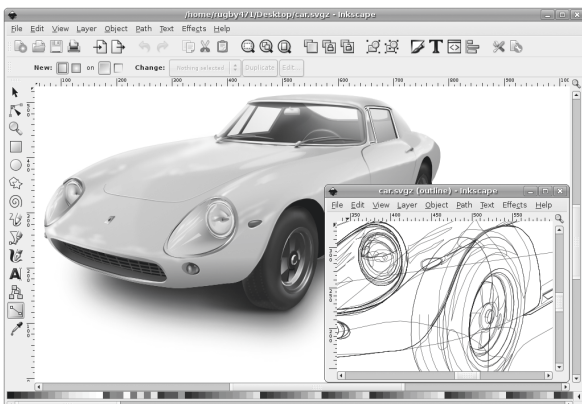 /home/rugby471/Desktop/car.svgz - Inkscape
File Edit View Layer Object Path Text Effects Help
New: on Change: Nothing selected Duplicate Edit...
100 200 300 400 500 600 700 800 900
car.svgz (outline) - Inkscape
File Edit View Layer Object Path Text Effects Help
350 400 450 500 550